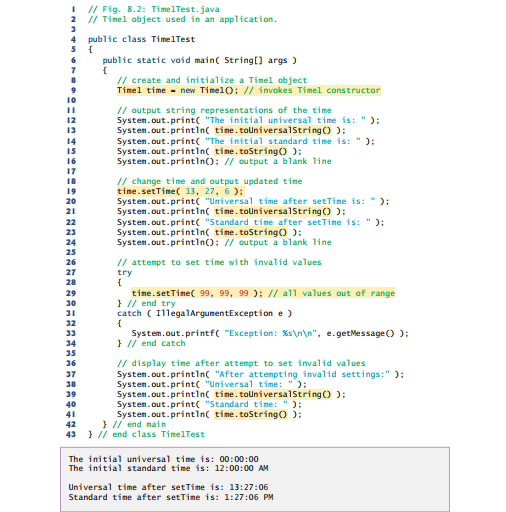 1 // Fig. 8.2: Time1Test.java
2 // Time1 object used in an application.
3
4 public class Time1Test
5 {
6 public static void main( String[] args )
7 {
8 // create and initialize a Time1 object
9 Time1 time = new Time1(); // invokes Time1 constructor
10
11 // output string representations of the time
12 System.out.print( "The initial universal time is: " );
13 System.out.println( time.toUniversalString() );
14 System.out.print( "The initial standard time is: " );
15 System.out.println( time.toString() );
16 System.out.println(); // output a blank line
17
18 // change time and output updated time
19 time.setTime( 13, 27, 6 );
20 System.out.print( "Universal time after setTime is: " );
21 System.out.println( time.toUniversalString() );
22 System.out.print( "Standard time after setTime is: " );
23 System.out.println( time.toString() );
24 System.out.println(); // output a blank line
25
26 // attempt to set time with invalid values
27 try
28 {
29 time.setTime( 99, 99, 99 ); // all values out of range
30 } // end try
31 catch ( IllegalArgumentException e )
32 {
33 System.out.printf( "Exception: %s\n\n", e.getMessage() );
34 } // end catch
35
36 // display time after attempt to set invalid values
37 System.out.println( "After attempting invalid settings:" );
38 System.out.print( "Universal time: " );
39 System.out.println( time.toUniversalString() );
40 System.out.print( "Standard time: " );
41 System.out.println( time.toString() );
42 } // end main
43 } // end class Time1Test
The initial universal time is: 00:00:00
The initial standard time is: 12:00:00 AM
Universal time after setTime is: 13:27:06
Standard time after setTime is: 1:27:06 PM